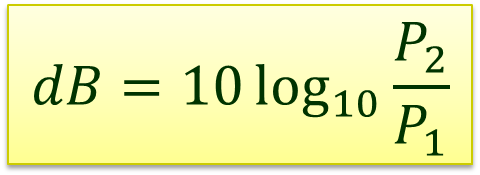 dB = 10 log₁₀ P₂/P₁